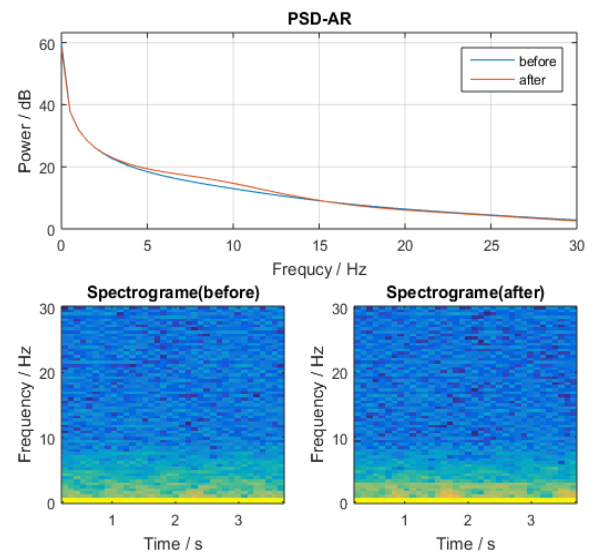 PSD-AR
60
40
20
0
Power / dB
before
after
0 5 10 15 20 25 30
Frequcy / Hz
Spectrograme(before)
30
20
10
0
Frequency / Hz
1 2 3
Time / s
Spectrograme(after)
30
20
10
0
Frequency / Hz
1 2 3
Time / s